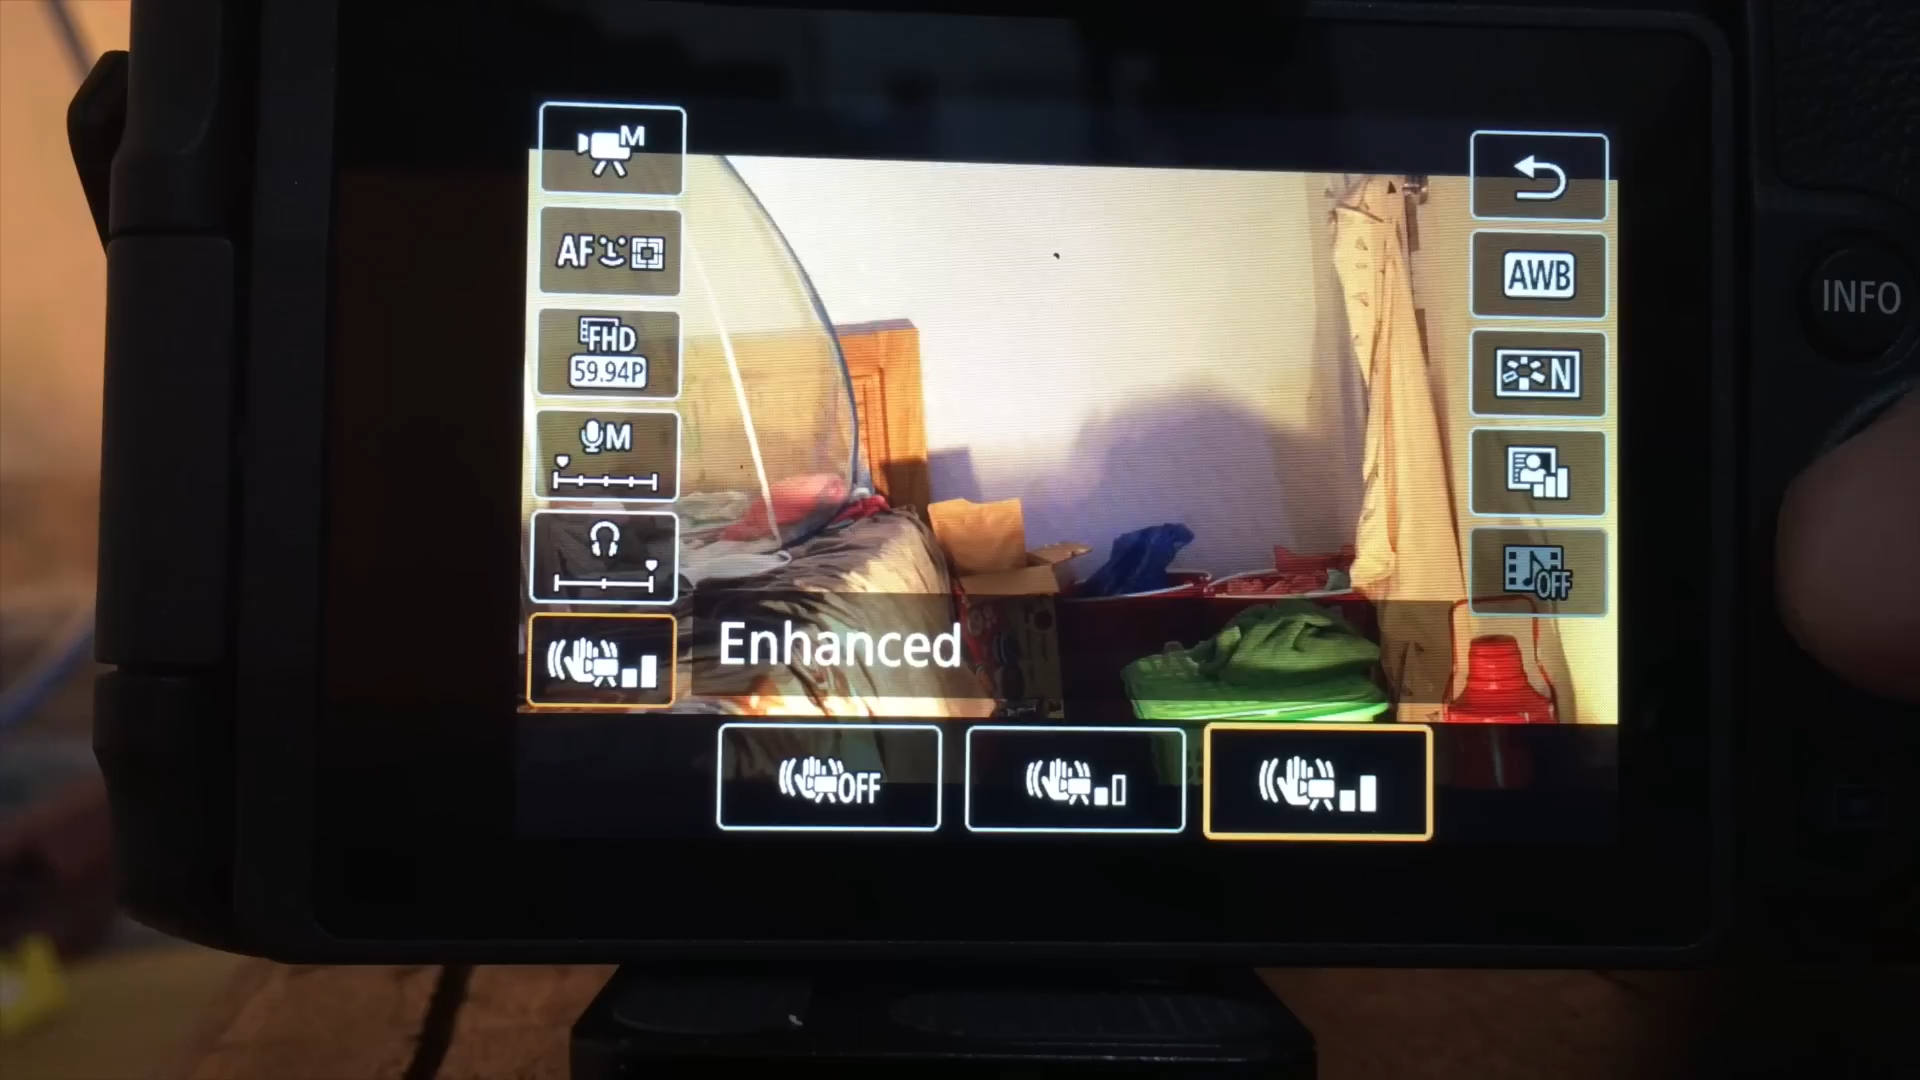 M
AF
FHD
59.94P
M
Enhanced
OFF
AWB
N
OFF
INFO